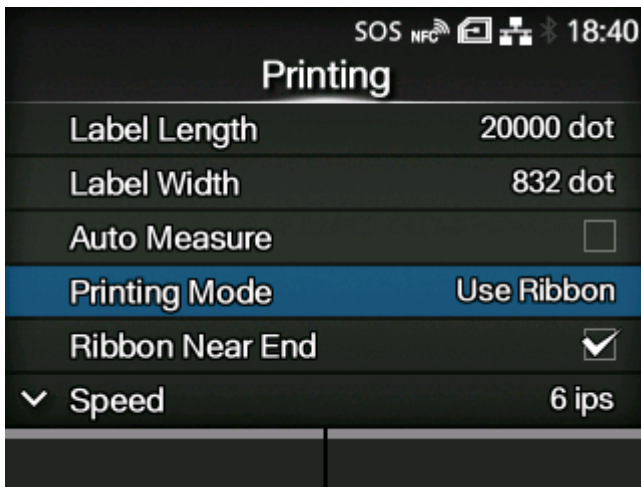 SOS NFC 18:40
Printing
Label Length 20000 dot
Label Width 832 dot
Auto Measure
Printing Mode Use Ribbon
Ribbon Near End
Speed 6 ips